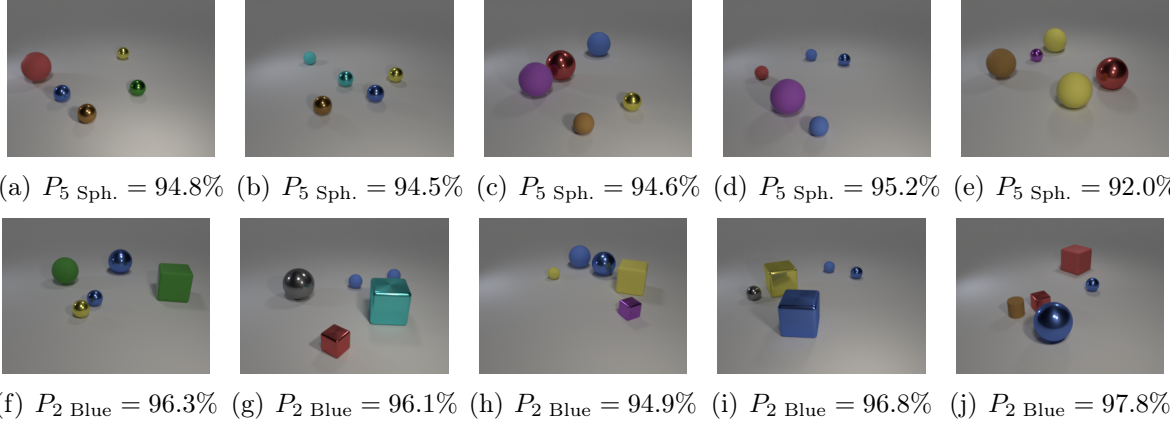 (a) P5 Sph. = 94.8% (b) P5 Sph. = 94.5% (c) P5 Sph. = 94.6% (d) P5 Sph. = 95.2% (e) P5 Sph. = 92.0%
(f) P2 Blue = 96.3% (g) P2 Blue = 96.1% (h) P2 Blue = 94.9% (i) P2 Blue = 96.8% (j) P2 Blue = 97.8%